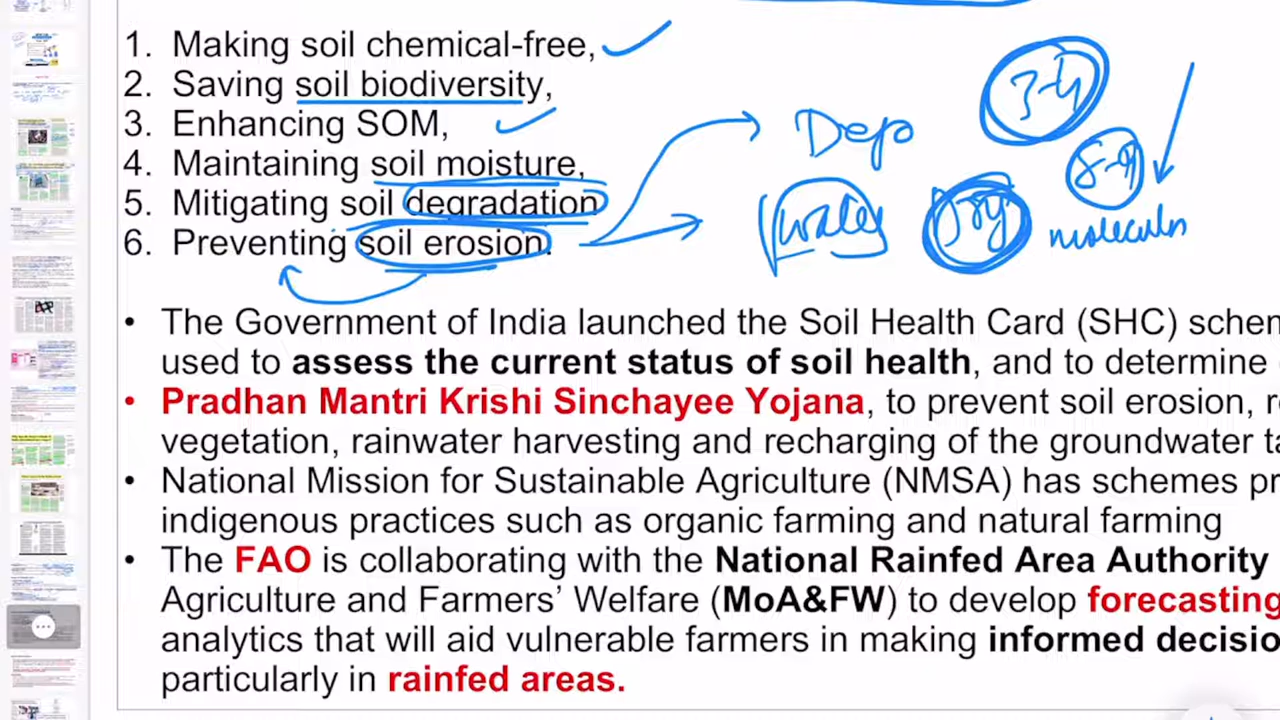 1. Making soil chemical-free,
2. Saving soil biodiversity,
3. Enhancing SOM,
4. Maintaining soil moisture,
5. Mitigating soil degradation
6. Preventing soil erosion.
Dep
3-4
8-9
• The Government of India launched the Soil Health Card (SHC) schem
used to assess the current status of soil health, and to determine
• Pradhan Mantri Krishi Sinchayee Yojana, to prevent soil erosion, r
vegetation, rainwater harvesting and recharging of the groundwater ta
• National Mission for Sustainable Agriculture (NMSA) has schemes pr
indigenous practices such as organic farming and natural farming
• The FAO is collaborating with the National Rainfed Area Authority
Agriculture and Farmers’ Welfare (MoA&FW) to develop forecasting
analytics that will aid vulnerable farmers in making informed decisio
particularly in rainfed areas.